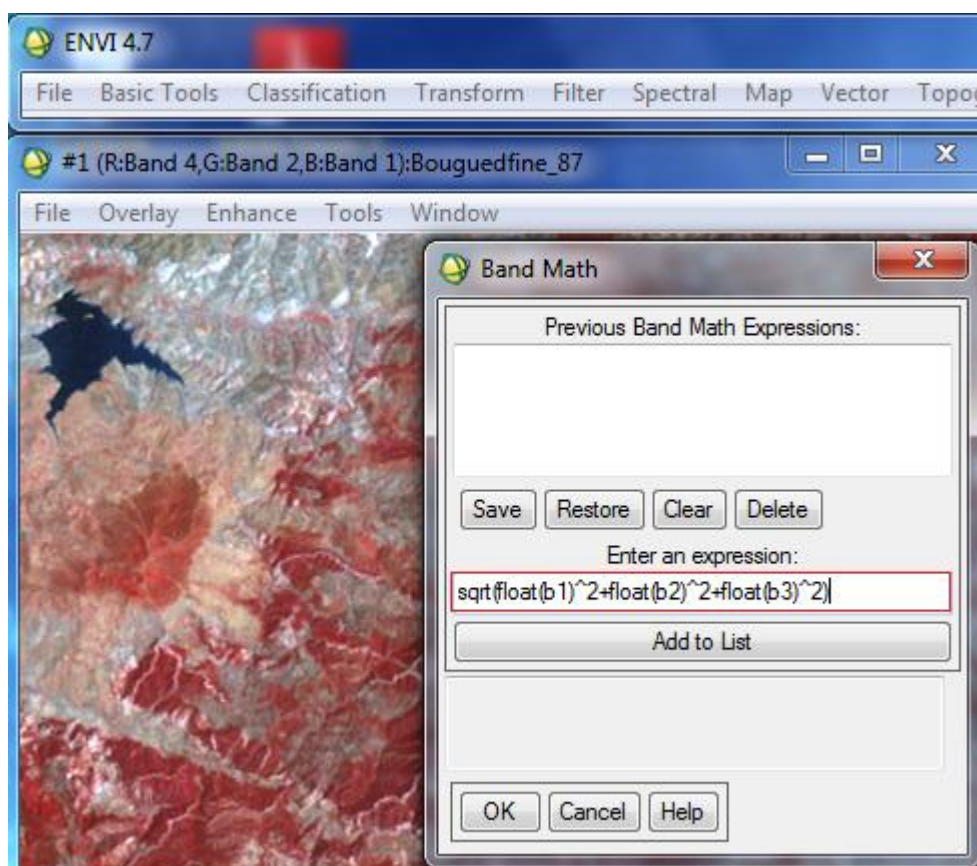 ENVI 4.7
File Basic Tools Classification Transform Filter Spectral Map Vector
#1 (R:Band 4,G:Band 2,B:Band 1):Bouguedfine_87
File Overlay Enhance Tools Window
Band Math
Previous Band Math Expressions:
Save Restore Clear Delete
Enter an expression:
sqrt(float(b1)^2+float(b2)^2+float(b3)^2)
Add to List
OK Cancel Help